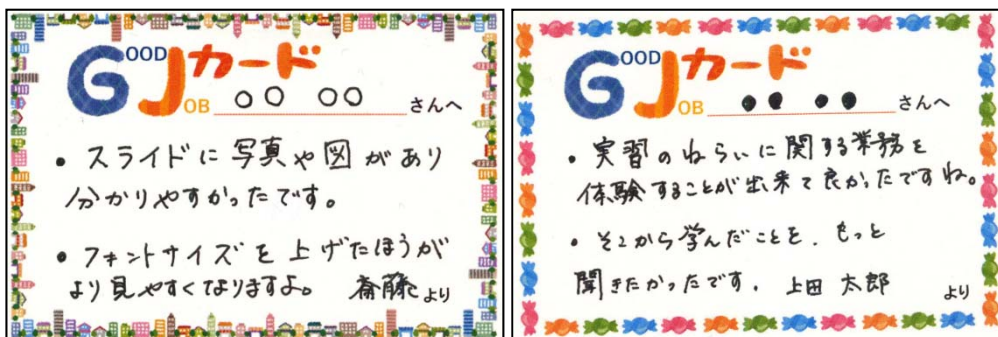 GOOD JOB カード
○○ ○○ さんへ
・スライドに写真や図があり
分かりやすかったです。
・フォントサイズを上げたほうが
より見やすくなりますよ。 斎藤より
GOOD JOB カード
●● ●● さんへ
・実習のねらいに関する業務を
体験することが出来て良かったですね。
・そこから学んだことを、もっと
聞きたかったです。 上田 太郎 より